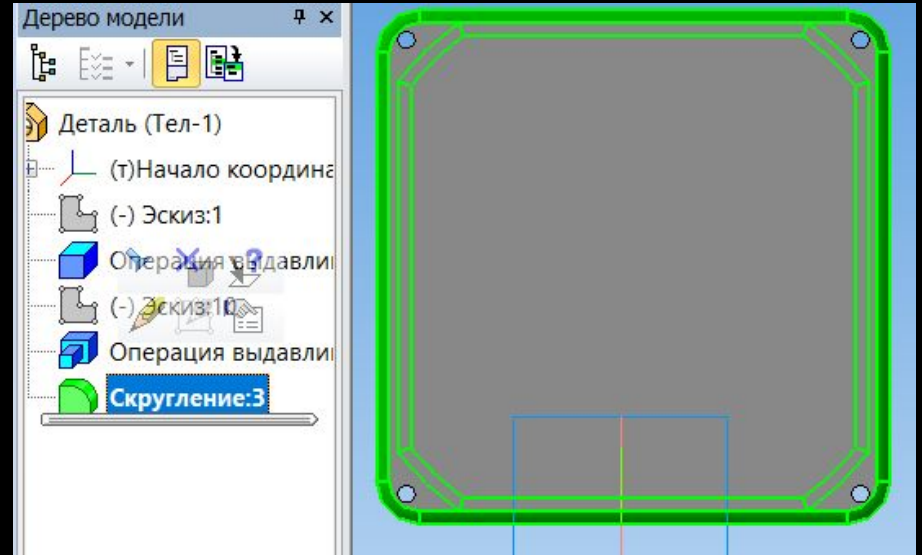 Дерево модели
Деталь (Тел-1)
(т)Начало координа
(-) Эскиз:1
Операция выдавли
(-) Эскиз:10
Операция выдавли
Скругление:3